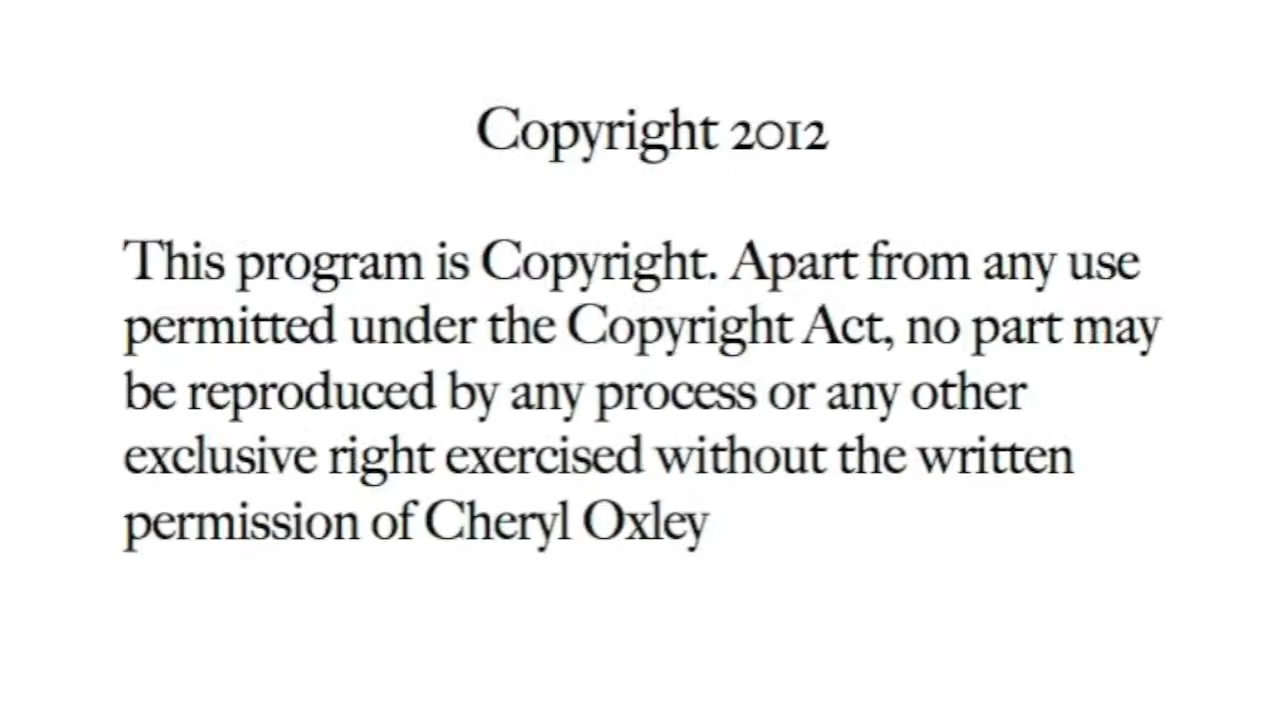 Copyright 2012
This program is Copyright. Apart from any use
permitted under the Copyright Act, no part may
be reproduced by any process or any other
exclusive right exercised without the written
permission of Cheryl Oxley